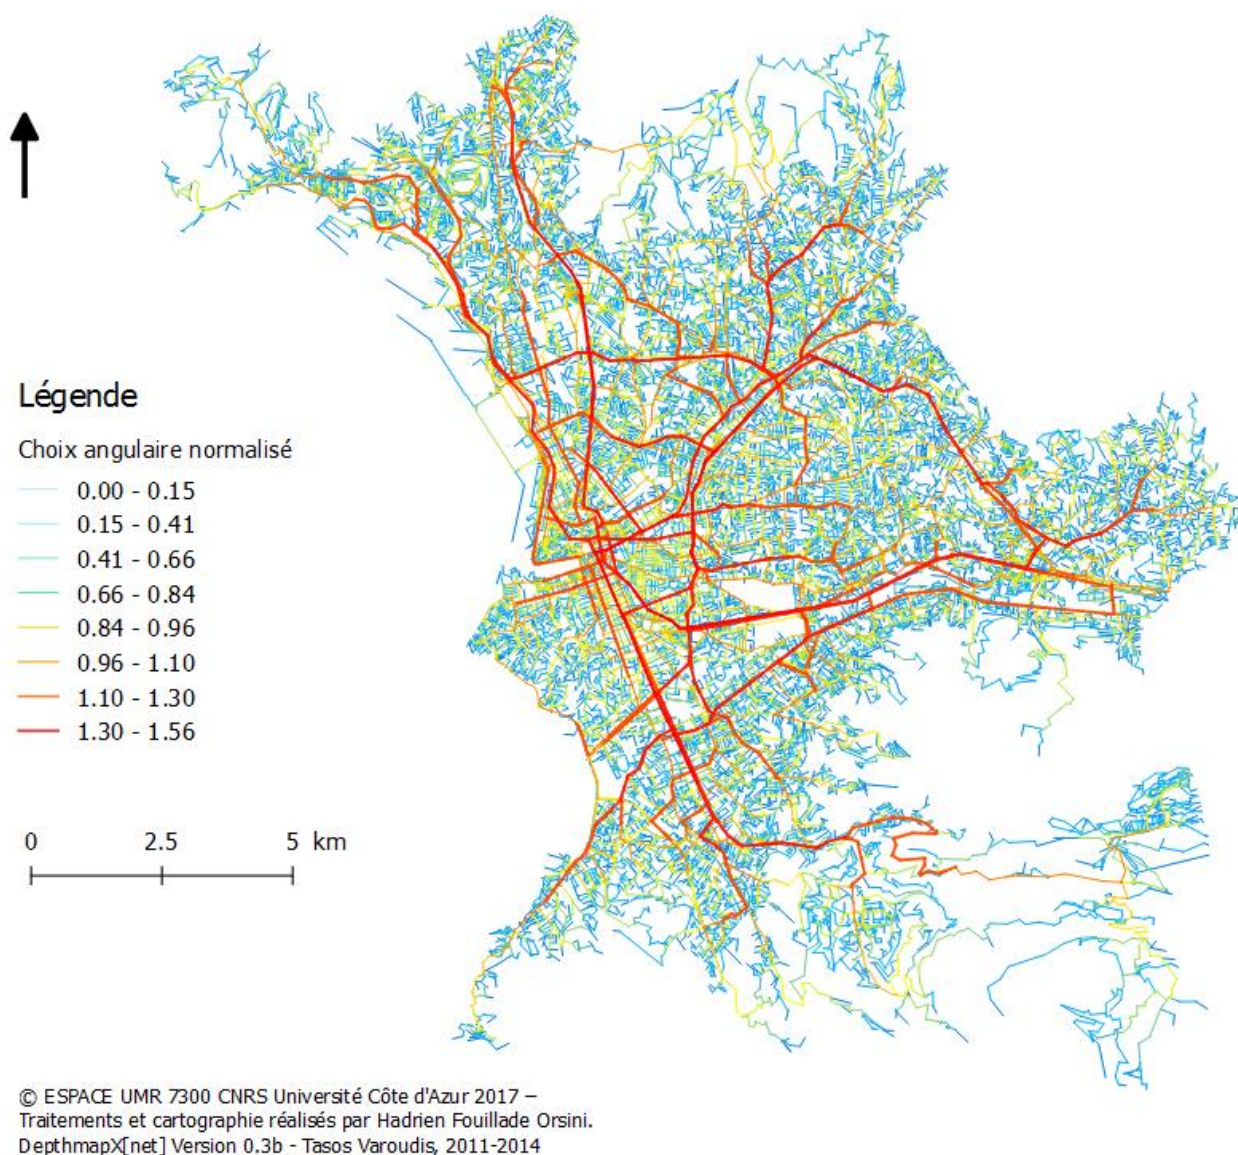 Légende
Choix angulaire normalisé
0.00 - 0.15
0.15 - 0.41
0.41 - 0.66
0.66 - 0.84
0.84 - 0.96
0.96 - 1.10
1.10 - 1.30
1.30 - 1.56
0 2.5 5 km
© ESPACE UMR 7300 CNRS Université Côte d'Azur 2017 –
Traitements et cartographie réalisés par Hadrien Fouillade Orsini.
DepthmapX[net] Version 0.3b - Tasos Varoudis, 2011-2014